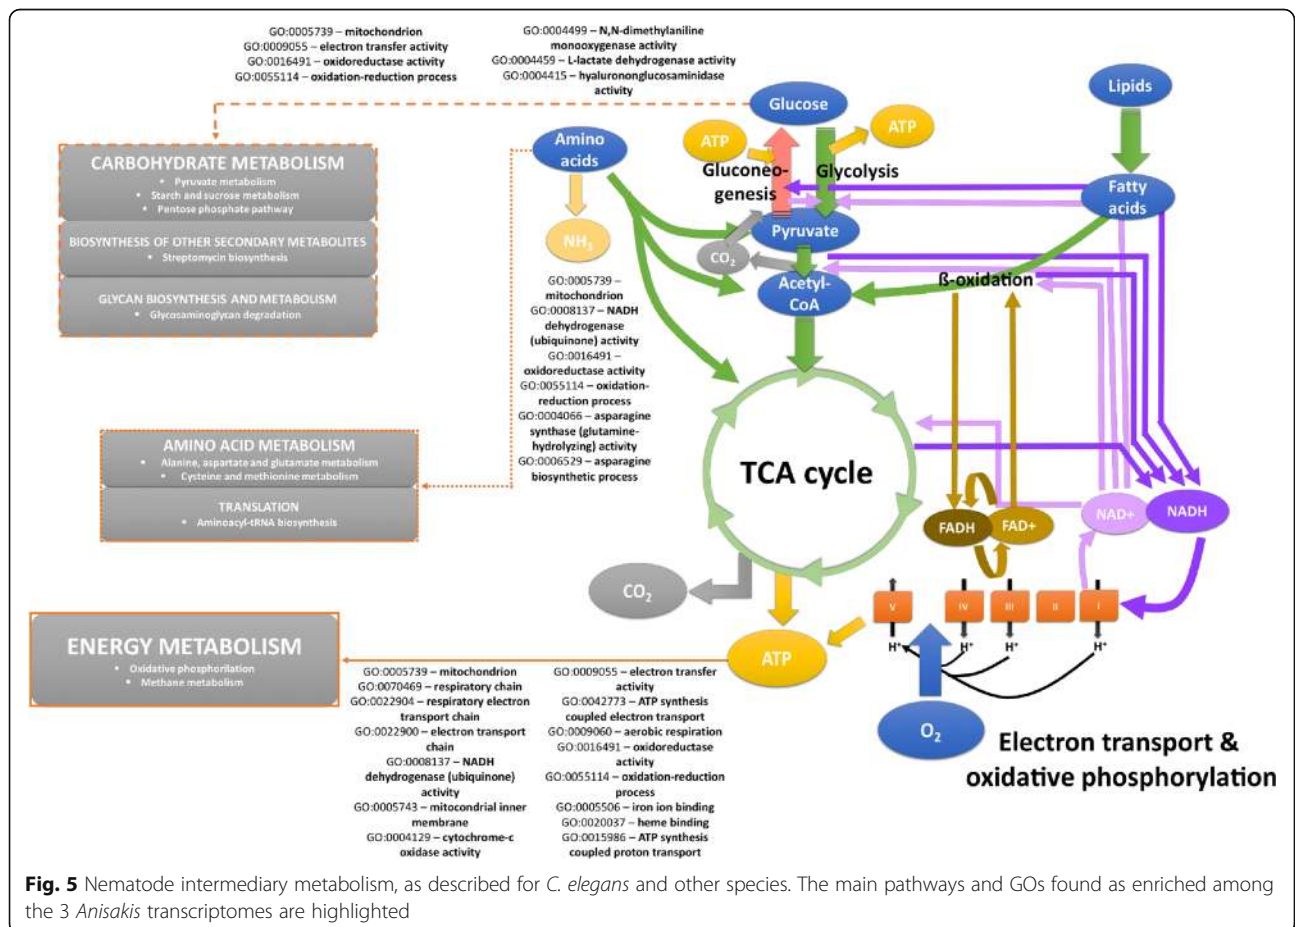 GO:0005739 – mitochondrion
GO:0009055 – electron transfer activity
GO:0016491 – oxidoreductase activity
GO:0055114 – oxidation-reduction process
GO:0004499 – N,N-dimethylaniline
monooxygenase activity
GO:0004459 – L-lactate dehydrogenase activity
GO:0004415 – hyalurononglucosaminidase
activity
Glucose
Lipids
ATP
ATP
Amino
acids
Gluconeo-
genesis
Glycolysis
Fatty
acids
CARBOHYDRATE METABOLISM
• Pyruvate metabolism
• Starch and sucrose metabolism
• Pentose phosphate pathway
BIOSYNTHESIS OF OTHER SECONDARY METABOLITES
• Streptomycin biosynthesis
GLYCAN BIOSYNTHESIS AND METABOLISM
• Glycosaminoglycan degradation
NH₃
Pyruvate
CO₂
Acetyl-
CoA
ß-oxidation
GO:0005739 –
mitochondrion
GO:0008137 – NADH
dehydrogenase
(ubiquinone) activity
GO:0016491 –
oxidoreductase activity
GO:0055114 – oxidation-
reduction process
GO:0004066 – asparagine
synthase (glutamine-
hydrolyzing) activity
GO:0006529 – asparagine
biosynthetic process
AMINO ACID METABOLISM
• Alanine, aspartate and glutamate metabolism
• Cysteine and methionine metabolism
TRANSLATION
• Aminoacyl-tRNA biosynthesis
TCA cycle
FADH
FAD+
NAD+
NADH
CO₂
V
IV
III
II
I
H⁺
H⁺
H⁺
H⁺
ENERGY METABOLISM
• Oxidative phosphorilation
• Methane metabolism
ATP
O₂
Electron transport &
oxidative phosphorylation
GO:0005739 – mitochondrion
GO:0070469 – respiratory chain
GO:0022904 – respiratory electron
transport chain
GO:0022900 – electron transport
chain
GO:0008137 – NADH
dehydrogenase (ubiquinone)
activity
GO:0005743 – mitocondrial inner
membrane
GO:0004129 – cytochrome-c
oxidase activity
GO:0009055 – electron transfer
activity
GO:0042773 – ATP synthesis
coupled electron transport
GO:0009060 – aerobic respiration
GO:0016491 – oxidoreductase
activity
GO:0055114 – oxidation-reduction
process
GO:0005506 – iron ion binding
GO:0020037 – heme binding
GO:0015986 – ATP synthesis
coupled proton transport
Fig. 5 Nematode intermediary metabolism, as described for C. elegans and other species. The main pathways and GOs found as enriched among
the 3 Anisakis transcriptomes are highlighted